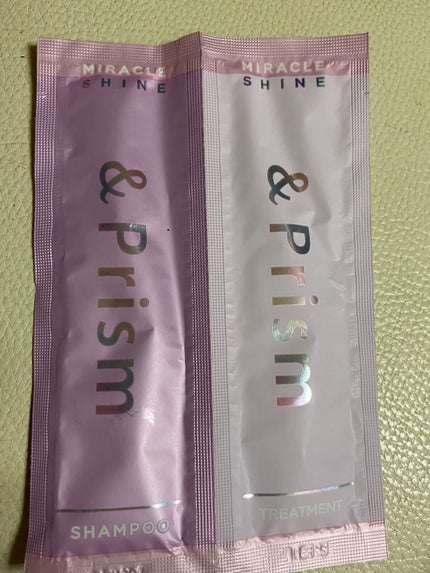 MIRACLE
SHINE
& Prism
SHAMPOO
MIRACLE
SHINE
& Prism
TREATMENT